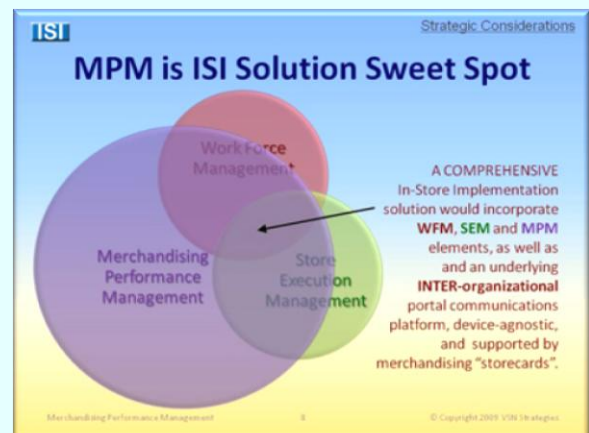 ISI
Strategic Considerations
MPM is ISI Solution Sweet Spot
Work Force
Management
Merchandising
Performance
Management
Store
Execution
Management
A COMPREHENSIVE
In-Store Implementation
solution would incorporate
WFM, SEM and MPM
elements, as well as
and an underlying
INTER-organizational
portal communications
platform, device-agnostic,
and supported by
merchandising “storecards”.
Merchandising Performance Management
8
© Copyright 2009 VSN Strategies